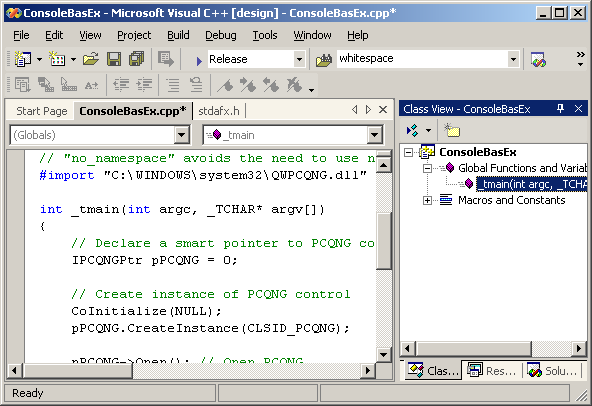 ConsoleBasEx - Microsoft Visual C++ [design] - ConsoleBasEx.cpp*
File Edit View Project Build Debug Tools Window Help
Release whitespace
Start Page ConsoleBasEx.cpp* stdafx.h
(Globals) _tmain
// "no_namespace" avoids the need to use n
#import "C:\WINDOWS\system32\QWPCQNG.dll"
int _tmain(int argc, _TCHAR* argv[])
{
// Declare a smart pointer to PCQNG co
IPCQNGPtr pPCQNG = 0;
// Create instance of PCQNG control
CoInitialize(NULL);
pPCQNG.CreateInstance(CLSID_PCQNG);
pPCQNG->Open(); // Open PCQNG
Class View - ConsoleBasEx
ConsoleBasEx
Global Functions and Variab
_tmain(int argc, _TCHA
Macros and Constants
Class... Res... Solu...
Ready